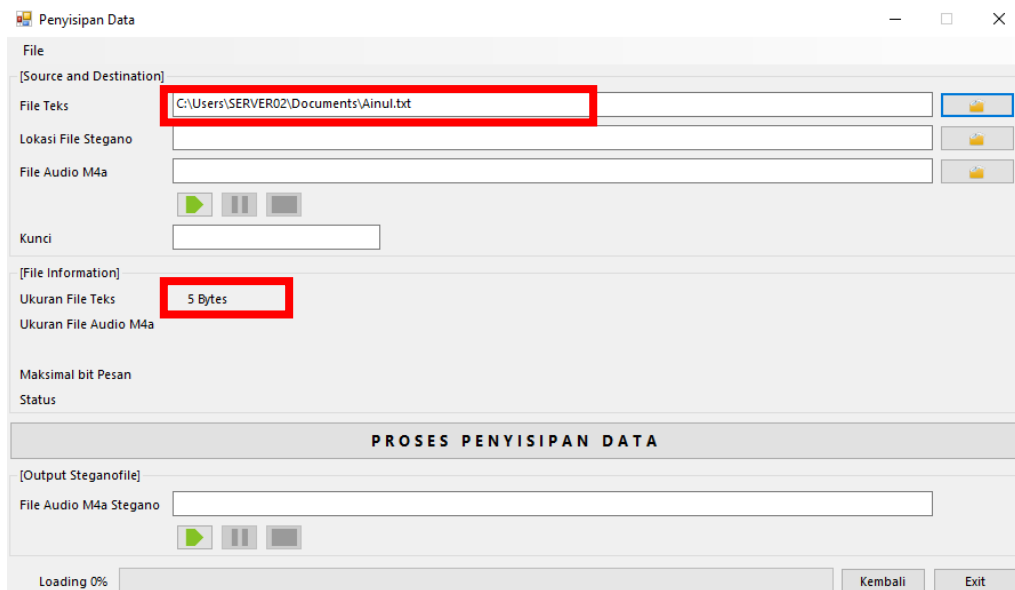 Penyisipan Data
File
[Source and Destination]
File Teks C:\Users\SERVER02\Documents\Ainul.txt
Lokasi File Stegano
File Audio M4a
Kunci
[File Information]
Ukuran File Teks 5 Bytes
Ukuran File Audio M4a
Maksimal bit Pesan
Status
PROSES PENYISIPAN DATA
[Output Steganofile]
File Audio M4a Stegano
Loading 0% Kembali Exit